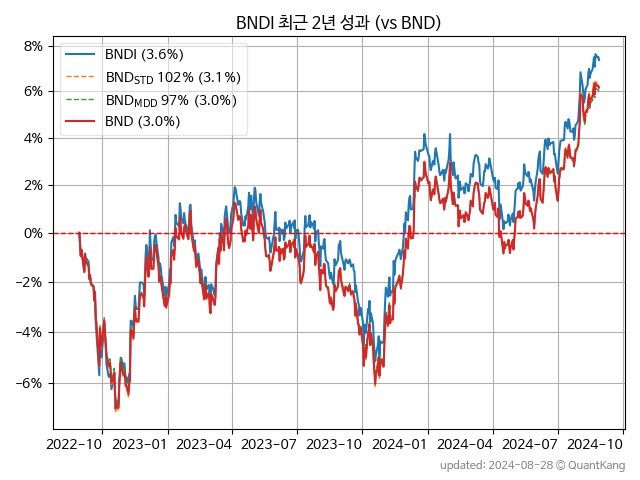 BNDI 최근 2년 성과 (vs BND)
BNDI (3.6%)
BNDSTD 102% (3.1%)
BNDMDD 97% (3.0%)
BND (3.0%)
8%
6%
4%
2%
0%
−2%
−4%
−6%
2022-10 2023-01 2023-04 2023-07 2023-10 2024-01 2024-04 2024-07 2024-10
updated: 2024-08-28 © QuantKang